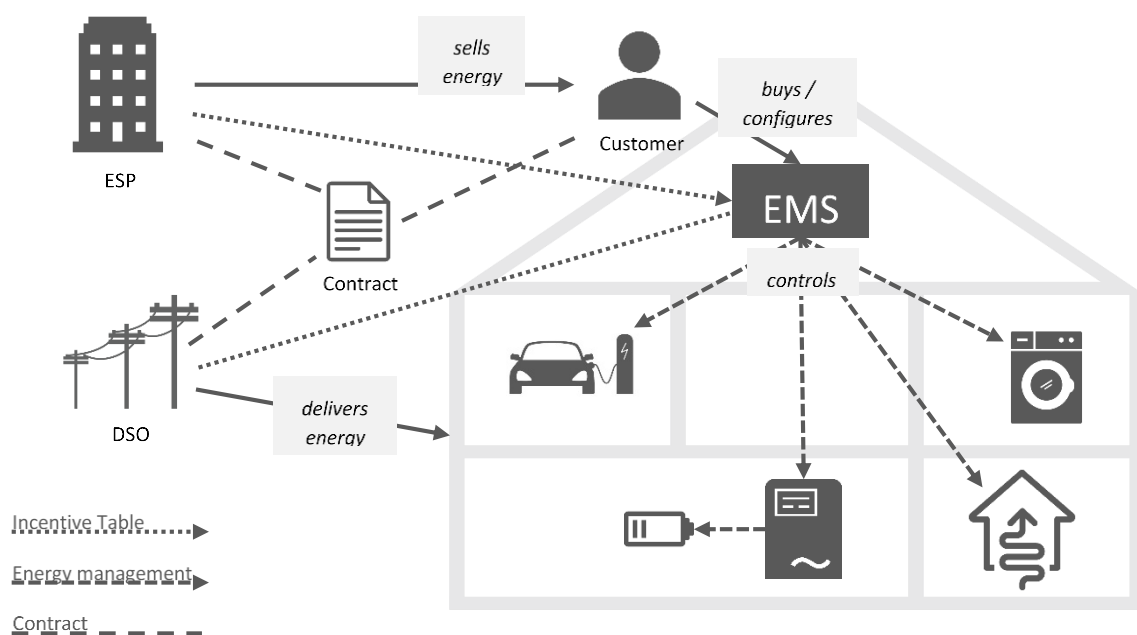 sells
energy
buys /
configures
Customer
ESP
EMS
Contract
controls
DSO
delivers
energy
Incentive Table
Energy management
Contract